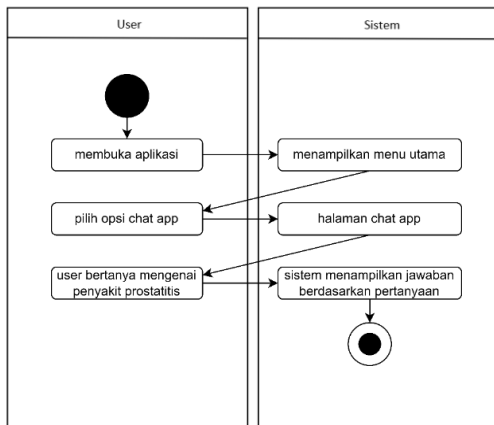 User
Sistem
membuka aplikasi
menampilkan menu utama
pilih opsi chat app
halaman chat app
user bertanya mengenai
penyakit prostatitis
sistem menampilkan jawaban
berdasarkan pertanyaan